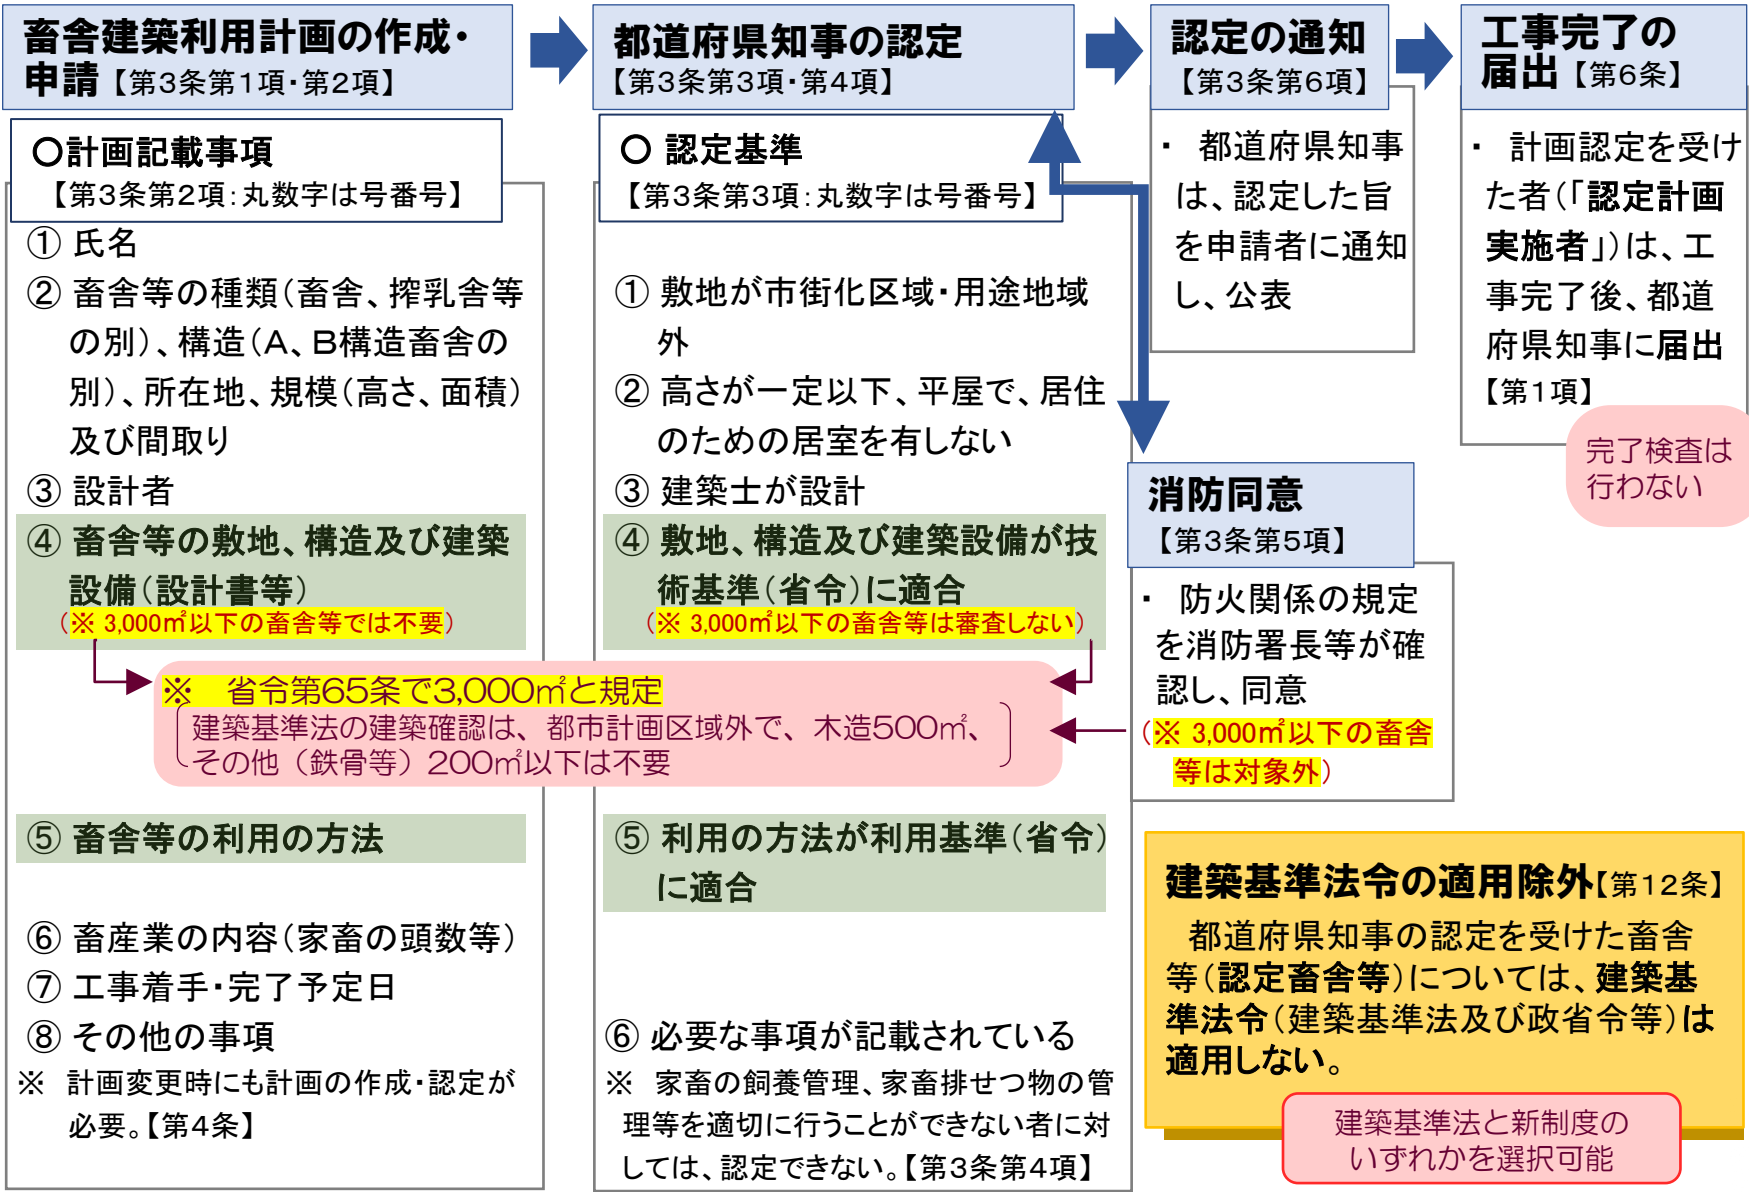 畜舎建築利用計画の作成・
申請【第3条第1項・第2項】
〇計画記載事項
【第3条第2項：丸数字は号番号】
① 氏名
② 畜舎等の種類（畜舎、搾乳舎等
の別）、構造（A、B構造畜舎の
別）、所在地、規模（高さ、面積）
及び間取り
③ 設計者
④ 畜舎等の敷地、構造及び建築
設備（設計書等）
（※ 3,000㎡以下の畜舎等では不要）
⑤ 畜舎等の利用の方法
⑥ 畜産業の内容（家畜の頭数等）
⑦ 工事着手・完了予定日
⑧ その他の事項
※ 計画変更時にも計画の作成・認定が
必要。【第4条】
都道府県知事の認定
【第3条第3項・第4項】
〇 認定基準
【第3条第3項：丸数字は号番号】
① 敷地が市街化区域・用途地域
外
② 高さが一定以下、平屋で、居住
のための居室を有しない
③ 建築士が設計
④ 敷地、構造及び建築設備が技
術基準（省令）に適合
（※ 3,000㎡以下の畜舎等は審査しない）
※ 省令第65条で3,000㎡と規定
建築基準法の建築確認は、都市計画区域外で、木造500㎡、
その他（鉄骨等）200㎡以下は不要
⑤ 利用の方法が利用基準（省令）
に適合
⑥ 必要な事項が記載されている
※ 家畜の飼養管理、家畜排せつ物の管
理等を適切に行うことができない者に対
しては、認定できない。【第3条第4項】
認定の通知
【第3条第6項】
・ 都道府県知事
は、認定した旨
を申請者に通知
し、公表
消防同意
【第3条第5項】
・ 防火関係の規定
を消防署長等が確
認し、同意
（※ 3,000㎡以下の畜舎
等は対象外）
工事完了の
届出【第6条】
・ 計画認定を受け
た者（「認定計画
実施者」）は、工
事完了後、都道
府県知事に届出
【第1項】
完了検査は
行わない
建築基準法令の適用除外【第12条】
都道府県知事の認定を受けた畜舎
等（認定畜舎等）については、建築基
準法令（建築基準法及び政省令等）は
適用しない。
建築基準法と新制度の
いずれかを選択可能